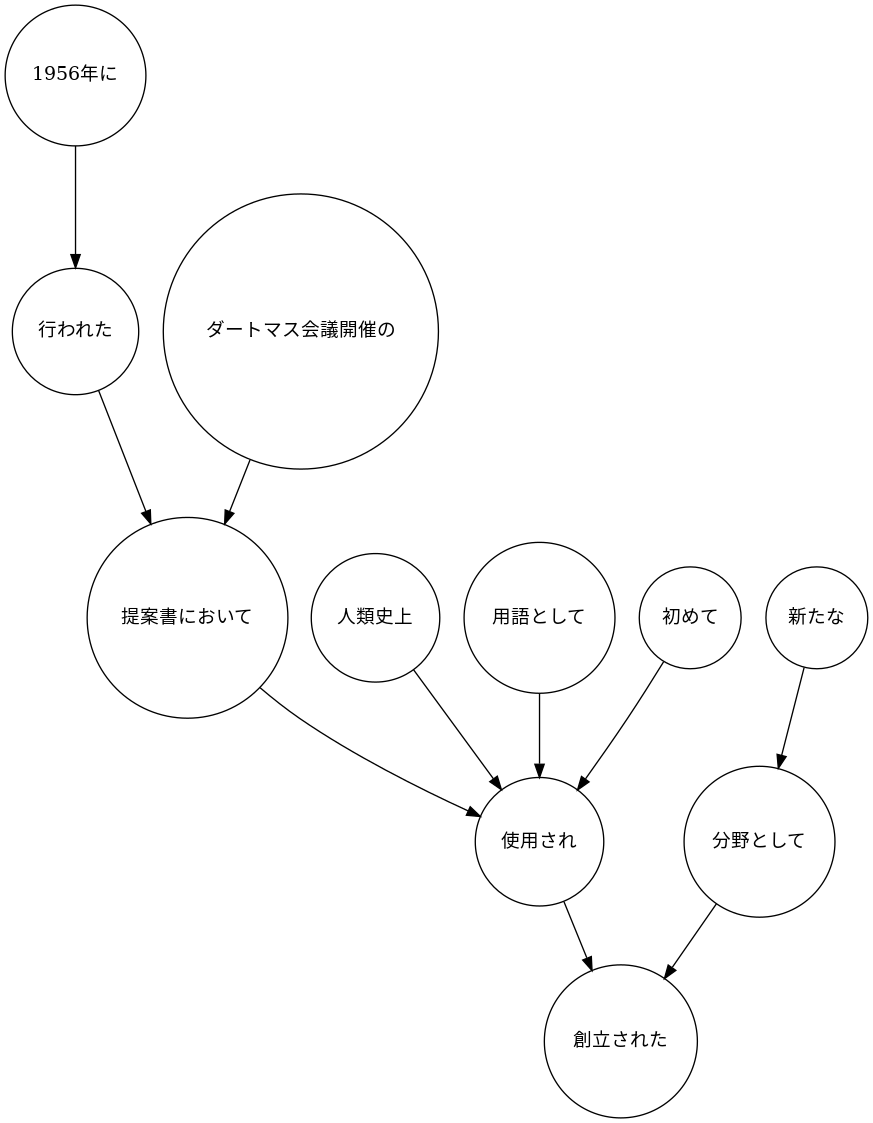 1956年に
行われた
ダートマス会議開催の
提案書において
人類史上
用語として
初めて
新たな
使用され
分野として
創立された